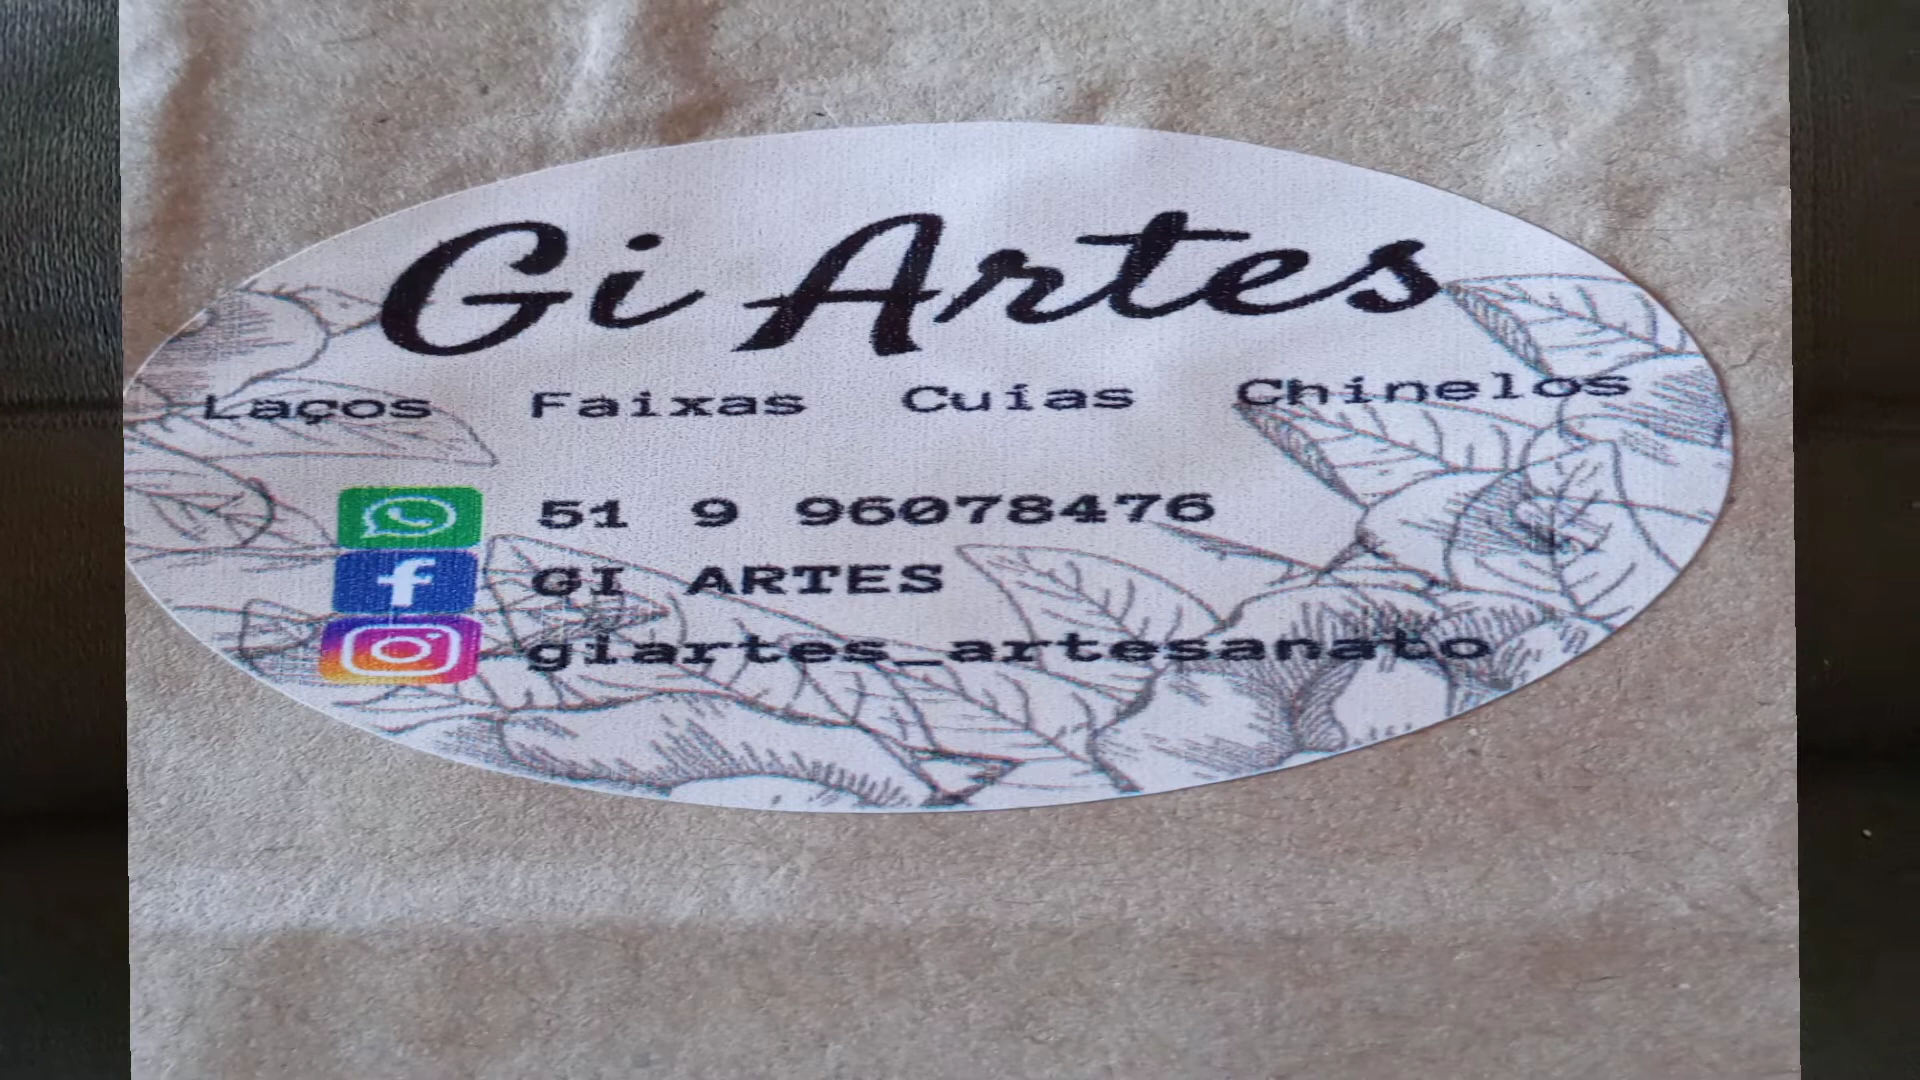 Gi Artes
Laços Faixas Cuias Chinelos
51 9 96078476
GI ARTES
giartes_artesanato